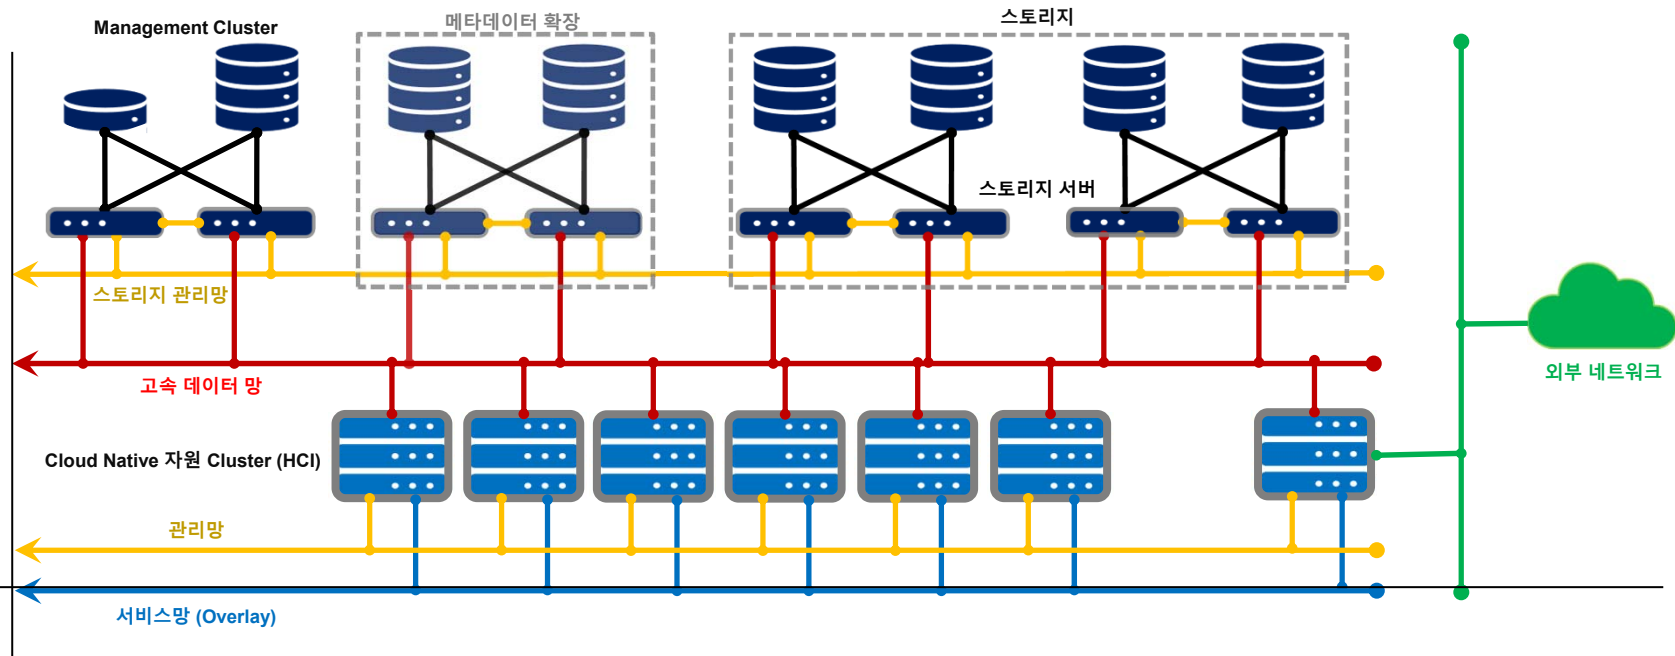 Management Cluster
메타데이터 확장
스토리지
스토리지 서버
스토리지 관리망
고속 데이터 망
외부 네트워크
Cloud Native 자원 Cluster (HCI)
관리망
서비스망 (Overlay)